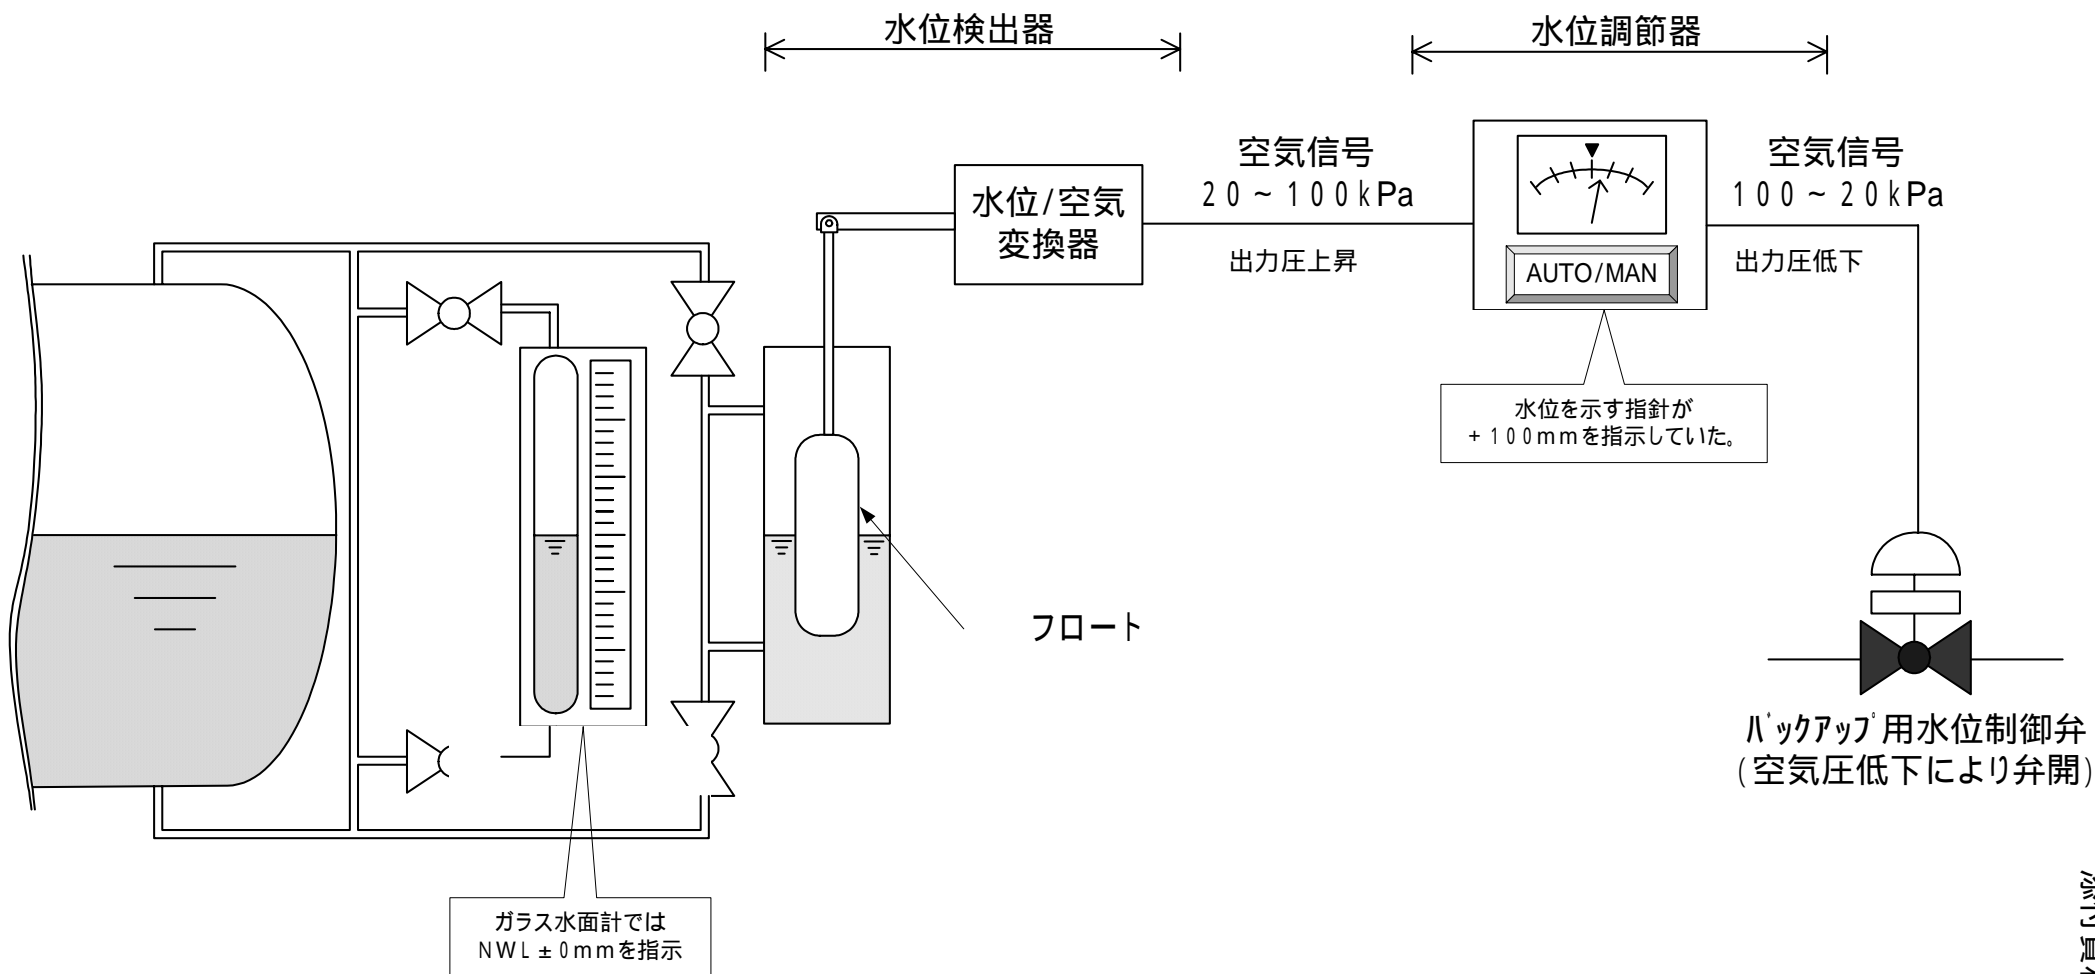 水位検出器
水位調節器
空気信号
20~100kPa
出力圧上昇
水位/空気
変換器
AUTO/MAN
空気信号
100~20kPa
出力圧低下
水位を示す指針が
+100mmを指示していた。
フロート
バックアップ用水位制御弁
(空気圧低下により弁開)
ガラス水面計では
NWL±0mmを指示